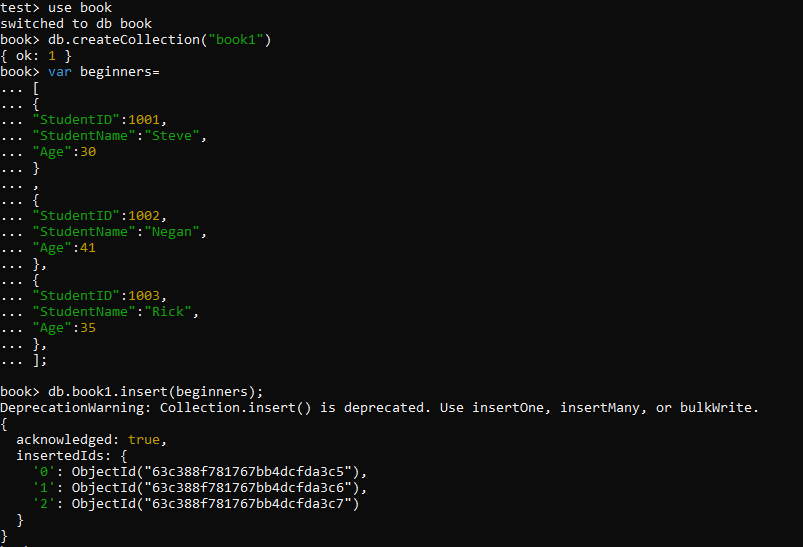 test> use book
switched to db book
book> db.createCollection("book1")
{ ok: 1 }
book> var beginners=
... [
... {
... "StudentID":1001,
... "StudentName":"Steve",
... "Age":30
... }
... ,
... {
... "StudentID":1002,
... "StudentName":"Negan",
... "Age":41
... },
... {
... "StudentID":1003,
... "StudentName":"Rick",
... "Age":35
... },
... ];
book> db.book1.insert(beginners);
DeprecationWarning: Collection.insert() is deprecated. Use insertOne, insertMany, or bulkWrite.
{
  acknowledged: true,
  insertedIds: {
    '0': ObjectId("63c388f781767bb4dcfda3c5"),
    '1': ObjectId("63c388f781767bb4dcfda3c6"),
    '2': ObjectId("63c388f781767bb4dcfda3c7")
  }
}